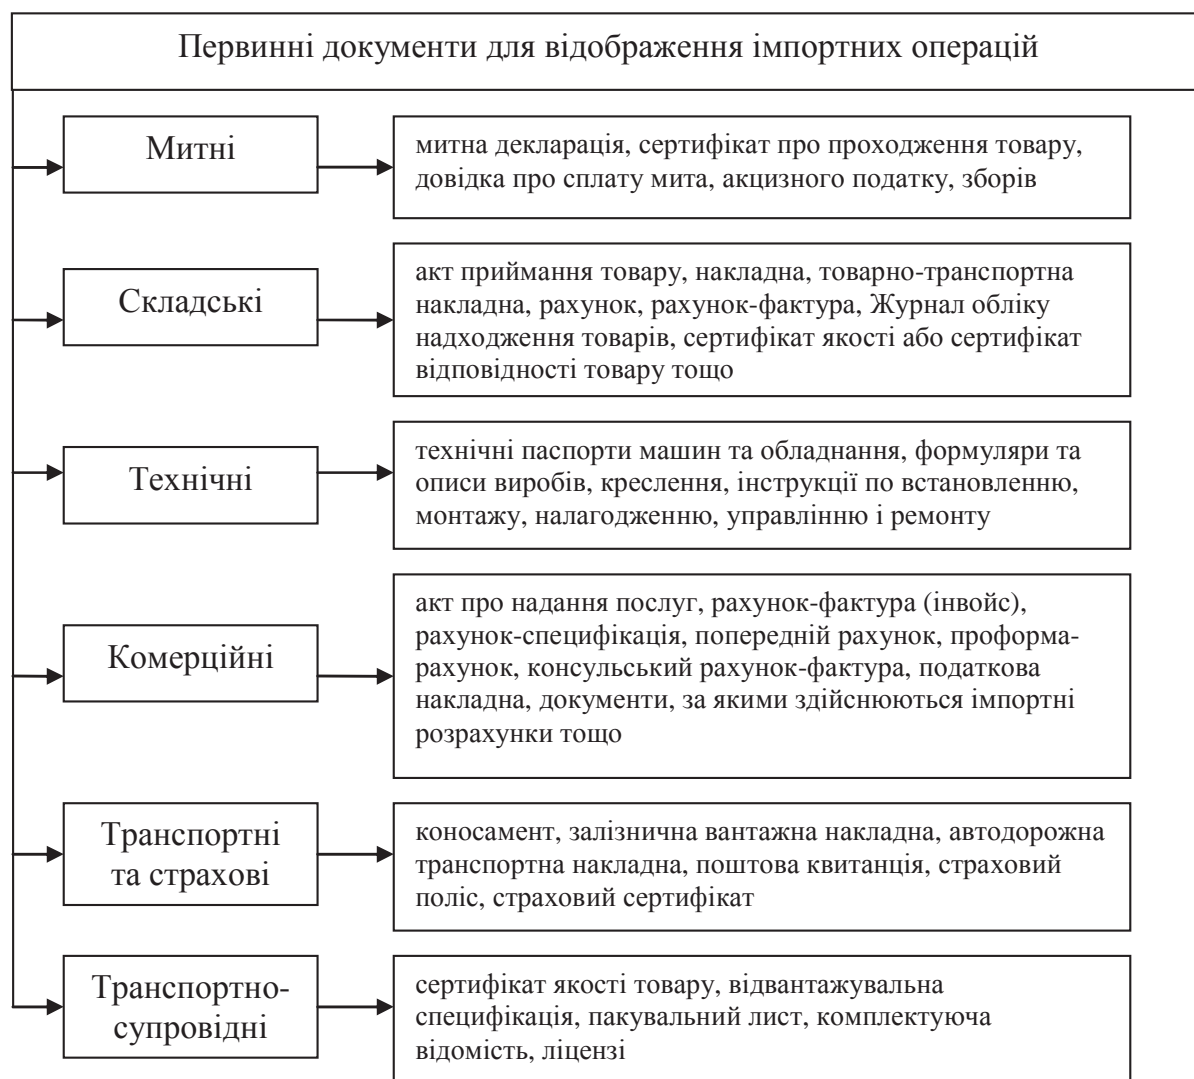 Первинні документи для відображення імпортних операцій
Митні
митна декларація, сертифікат про проходження товару,
довідка про сплату мита, акцизного податку, зборів
Складські
акт приймання товару, накладна, товарно-транспортна
накладна, рахунок, рахунок-фактура, Журнал обліку
надходження товарів, сертифікат якості або сертифікат
відповідності товару тощо
Технічні
технічні паспорти машин та обладнання, формуляри та
описи виробів, креслення, інструкції по встановленню,
монтажу, налагодженню, управлінню і ремонту
Комерційні
акт про надання послуг, рахунок-фактура (інвойс),
рахунок-специфікація, попередній рахунок, проформа-
рахунок, консульський рахунок-фактура, податкова
накладна, документи, за якими здійснюються імпортні
розрахунки тощо
Транспортні
та страхові
коносамент, залізнична вантажна накладна, автодорожна
транспортна накладна, поштова квитанція, страховий
поліс, страховий сертифікат
Транспортно-
супровідні
сертифікат якості товару, відвантажувальна
специфікація, пакувальний лист, комплектуюча
відомість, ліцензі